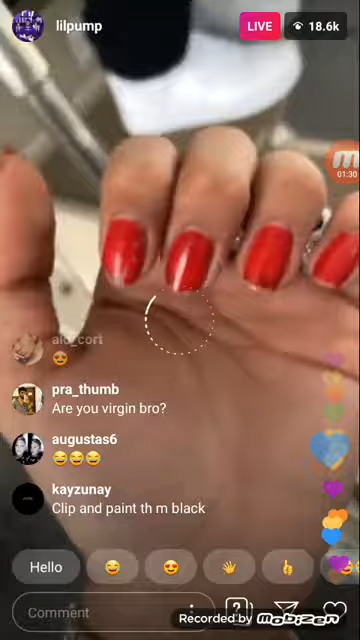 lilpump
LIVE
18.6k
01:30
alc_cort
pra_thumb
Are you virgin bro?
augustas6
kayzunay
Clip and paint th m black
Hello
Comment
?
Recorded by mobizen